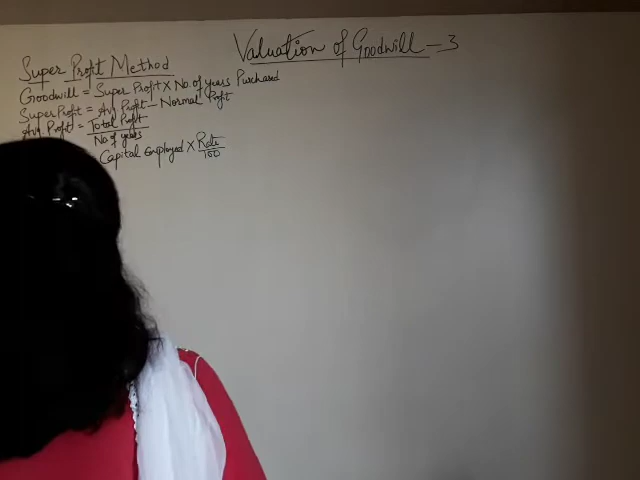 Valuation of Goodwill - 3
Super Profit Method
Goodwill = Super Profit X No. of years Purchased
Super Profit = Avg Profit - Normal Profit
Avg Profit = Total Profit
No. of years
Capital Employed X Rate
100